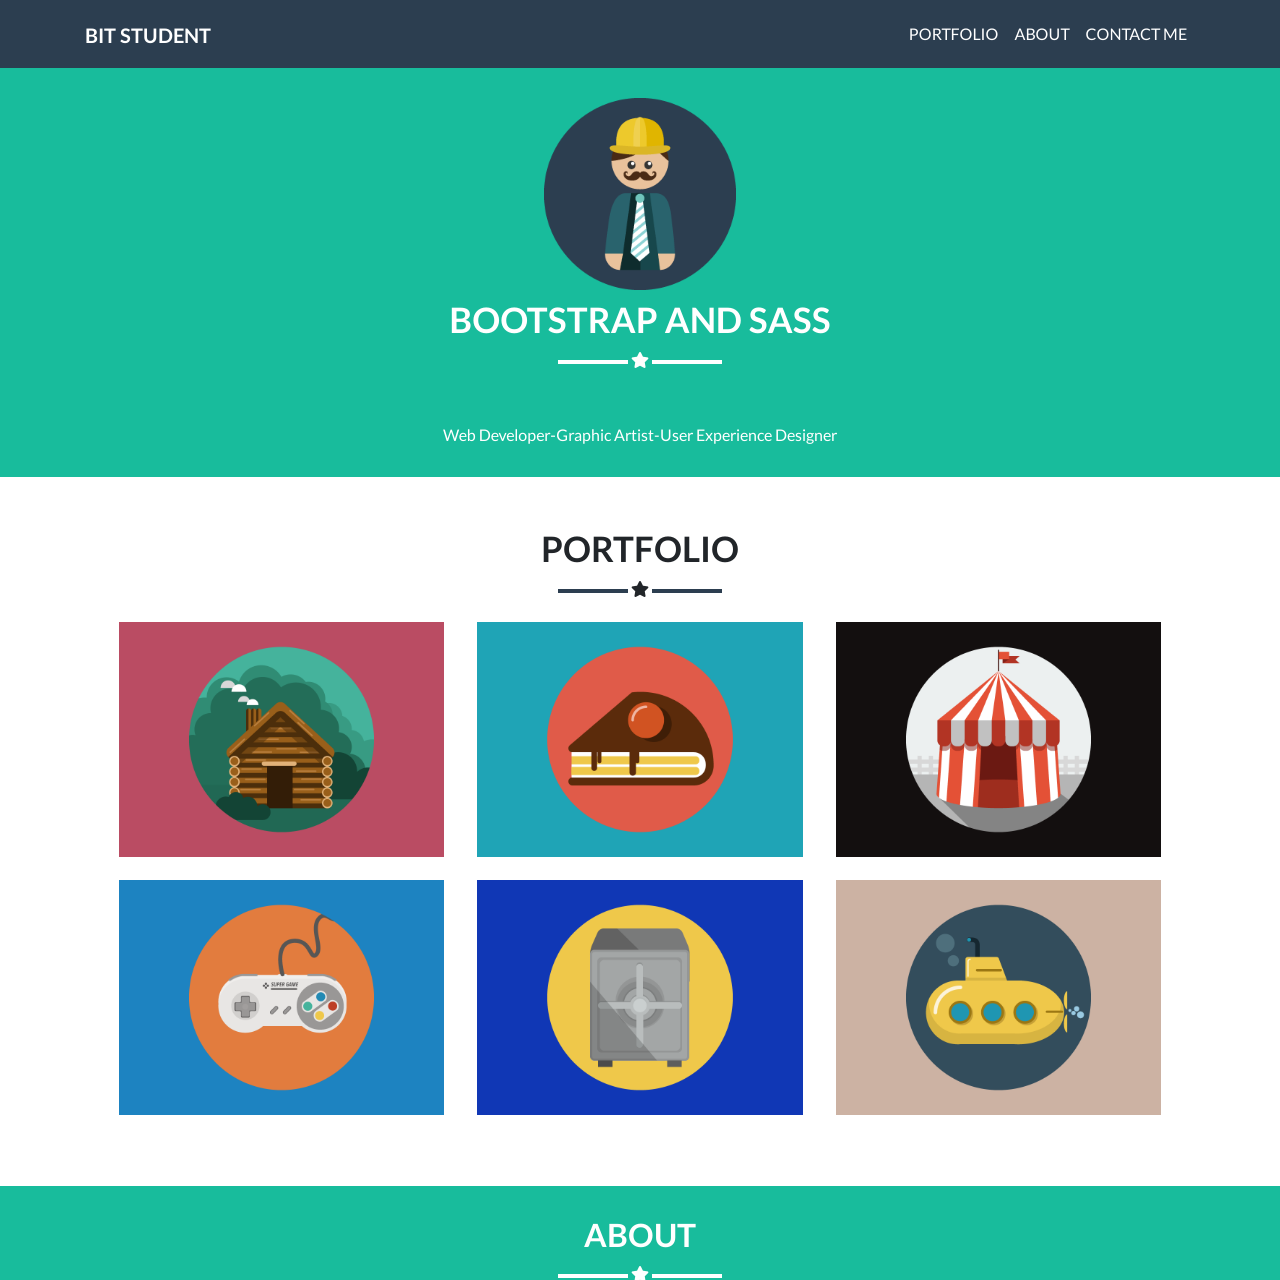 BIT STUDENT
PORTFOLIO ABOUT CONTACT ME
BOOTSTRAP AND SASS
Web Developer-Graphic Artist-User Experience Designer
PORTFOLIO
SUPER GAME
ABOUT